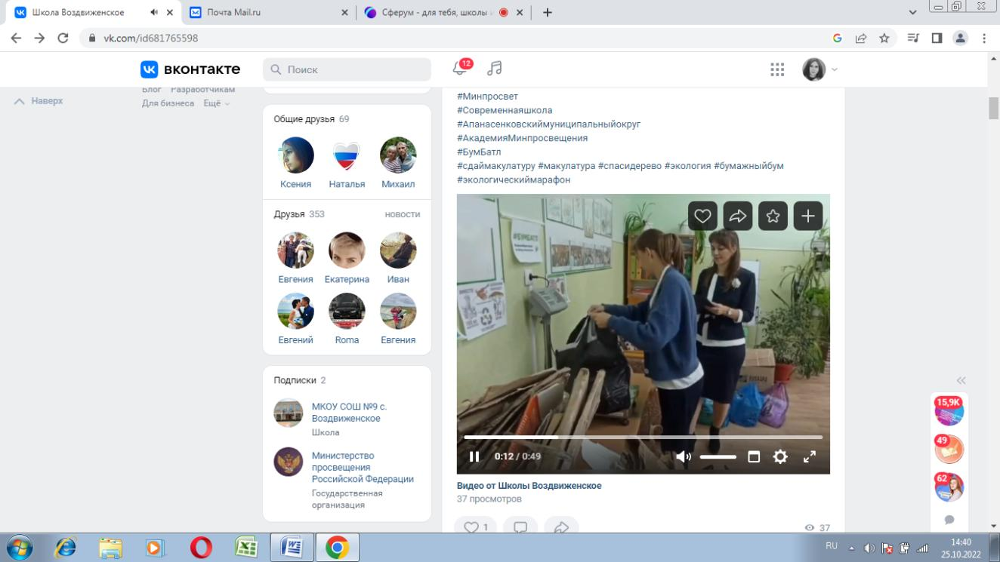 Школа Воздвиженское
Почта Mail.ru
Сферум - для тебя, школы и
vk.com/id681765598
вконтакте
Поиск
12
Наверх
Блог Разработчикам
Для бизнеса Ещё
Общие друзья 69
Ксения Наталья Михаил
Друзья 353 новости
Евгения Екатерина Иван
Евгений Roma Евгения
Подписки 2
МКОУ СОШ №9 с.
Воздвиженское
Школа
Министерство
просвещения
Российской Федерации
Государственная
организация
#Минпросвет
#Современнаяшкола
#Апанасенковскиймуниципальныйокруг
#АкадемияМинпросвещения
#БумБатл
#сдаймакулатуру #макулатура #спасидерево #экология #бумажныйбум
#экологическиймарафон
#БУМБАТЛ
0:12 / 0:49
Видео от Школы Воздвиженское
37 просмотров
1
37
15,9K
49
62
RU
14:40
25.10.2022